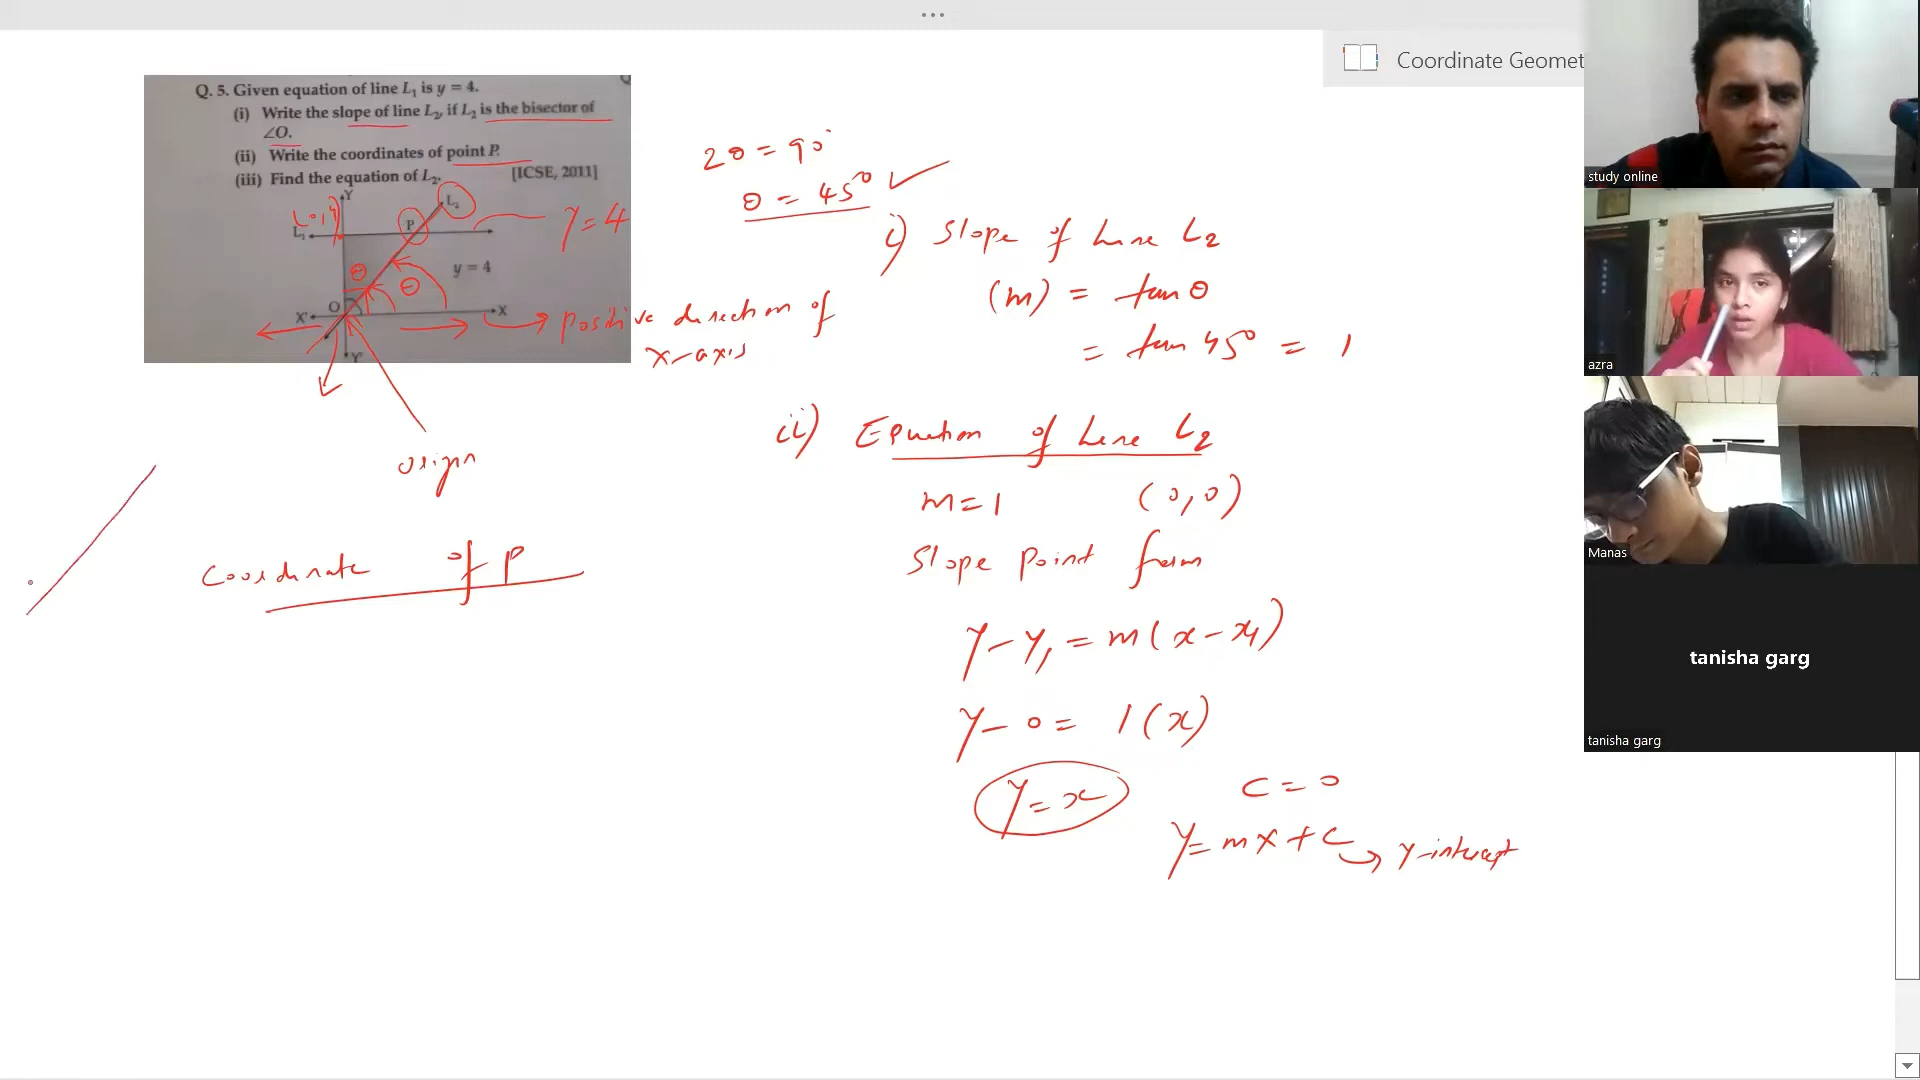 Coordinate Geomet
Q. 5. Given equation of line L₁ is y = 4.
(i) Write the slope of line L₂, if L₂ is the bisector of
∠O.
(ii) Write the coordinates of point P.
(iii) Find the equation of L₂.
[ICSE, 2011]
Y
L₂
L₁
P
y = 4
O
X'
X
Y'
θ
θ
y = 4
positive direction of
x-axis
origin
2θ = 90°
θ = 45°
i) Slope of Line L₂
(m) = tan θ
= tan 45° = 1
ii) Equation of Line L₂
m = 1 (0,0)
Slope point form
y - y₁ = m(x - x₁)
y - 0 = 1(x)
y = x
c = 0
y = mx + c
y-intercept
Coordinate of P
study online
azra
Manas
tanisha garg
tanisha garg